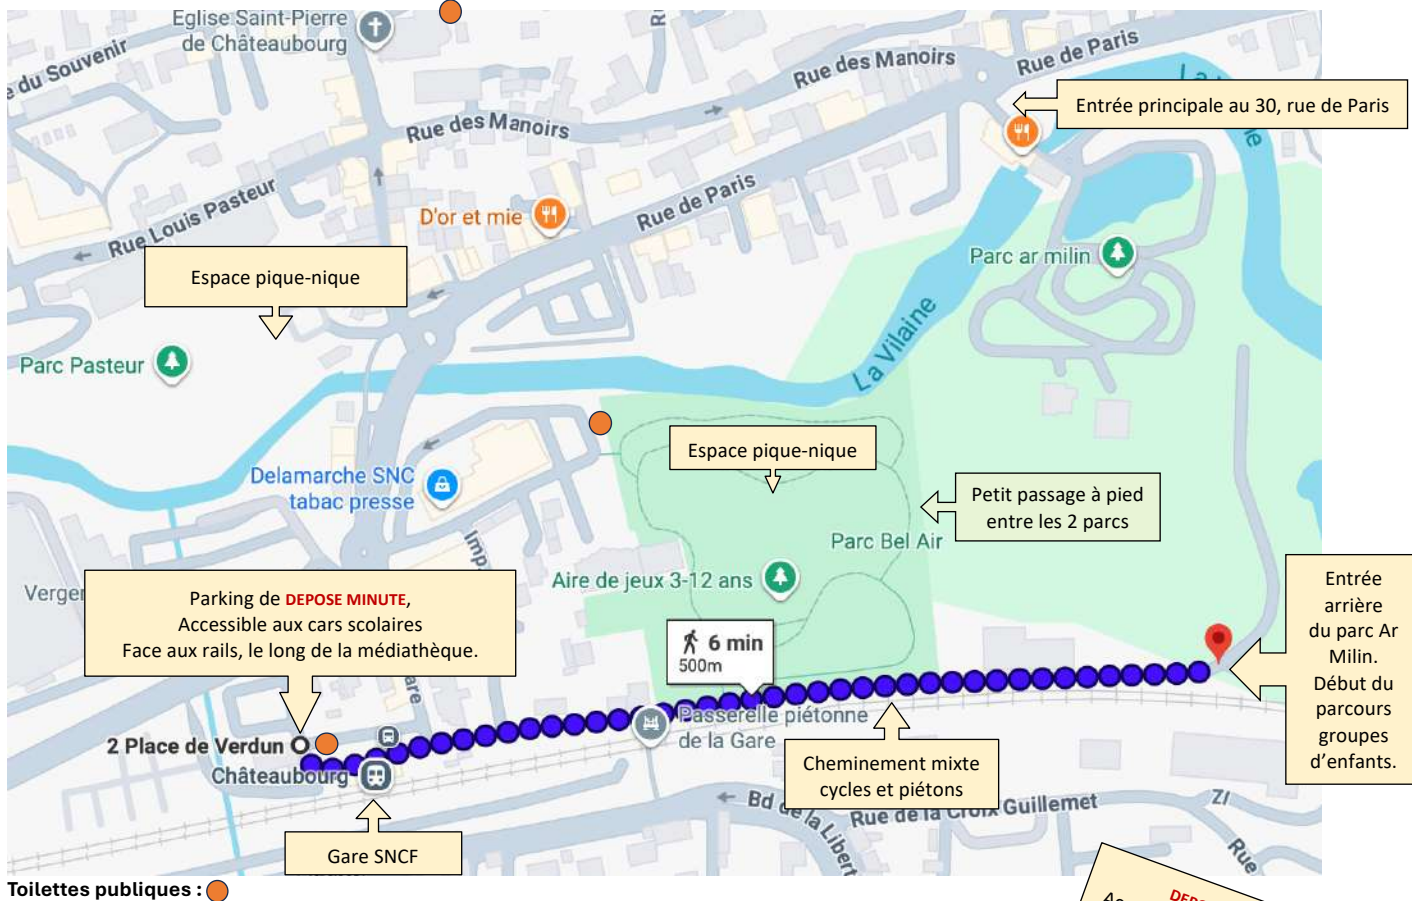 Eglise Saint-Pierre
de Châteaubourg
e du Souvenir
Rue des Manoirs
Rue de Paris
Entrée principale au 30, rue de Paris
Rue des Manoirs
Rue Louis Pasteur
D'or et mie
Rue de Paris
Espace pique-nique
Parc ar milin
La Vilaine
Parc Pasteur
Espace pique-nique
Delamarche SNC
tabac presse
Petit passage à pied
entre les 2 parcs
Parc Bel Air
Imp.
Aire de jeux 3-12 ans
Verger
Parking de DEPOSE MINUTE,
Accessible aux cars scolaires
Face aux rails, le long de la médiathèque.
Entrée
arrière
du parc Ar
Milin.
Début du
parcours
groupes
d'enfants.
6 min
500m
are
Passerelle piétonne
de la Gare
2 Place de Verdun
Châteaubourg
Cheminement mixte
cycles et piétons
Bd de la Libert
Rue de la Croix Guillemet
ZI
Rue
Gare SNCF
Toilettes publiques :